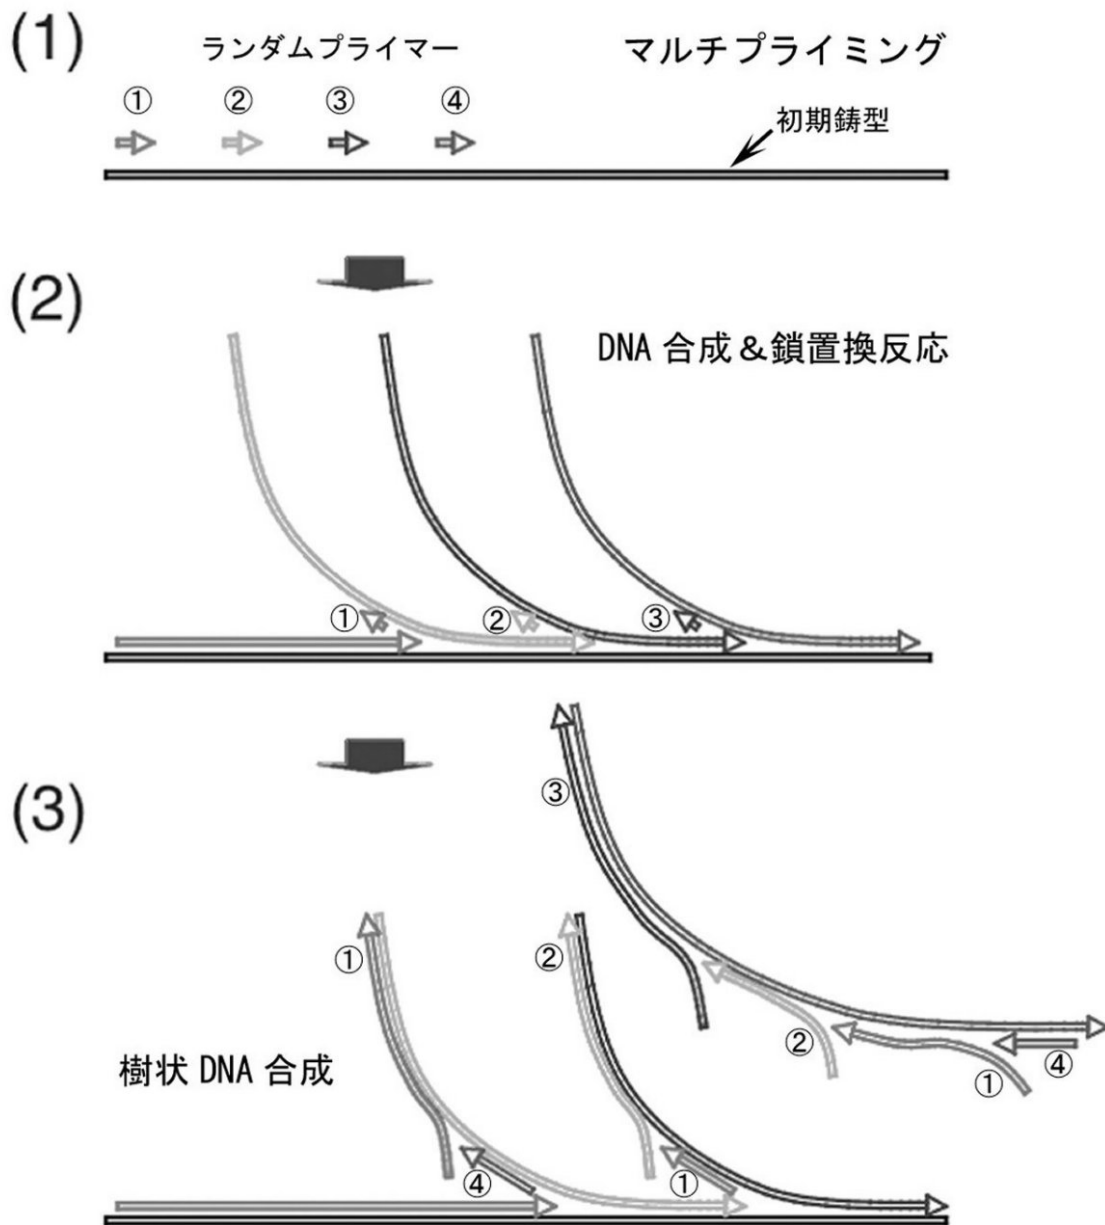 (1)
ランダムプライマー
マルチプライミング
① ② ③ ④
初期鋳型
(2)
DNA 合成＆鎖置換反応
① ② ③
(3)
③
① ②
② ① ④
樹状 DNA 合成
④ ①